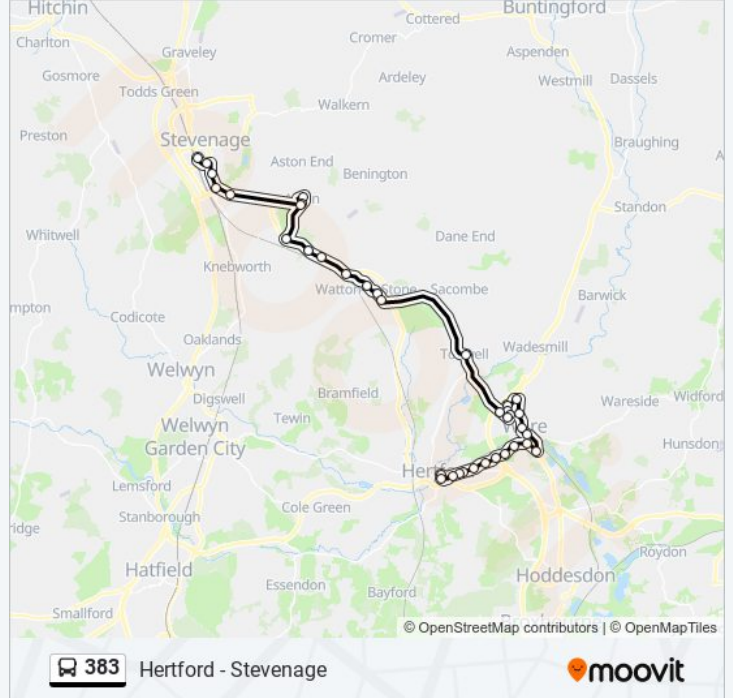 Hitchin
Buntingford
Cottered
Charlton
Cromer
Graveley
Aspenden
Gosmore
Ardeley
Westmill
Dassels
Todds Green
Walkern
Preston
Stevenage
Braughing
Aston End
Benington
Standon
Whitwell
Dane End
Knebworth
Watton
Stone
Sacombe
Barwick
Codicote
Oaklands
Wadesmill
Welwyn
Digswell
Bramfield
Wareside
Widford
Tewin
Welwyn
Garden City
Hunsdon
Lemsford
Cole Green
Stanborough
Roydon
Hatfield
Essendon
Bayford
Hoddesdon
Smallford
© OpenStreetMap contributors | © OpenMapTiles
383 Hertford - Stevenage
moovit